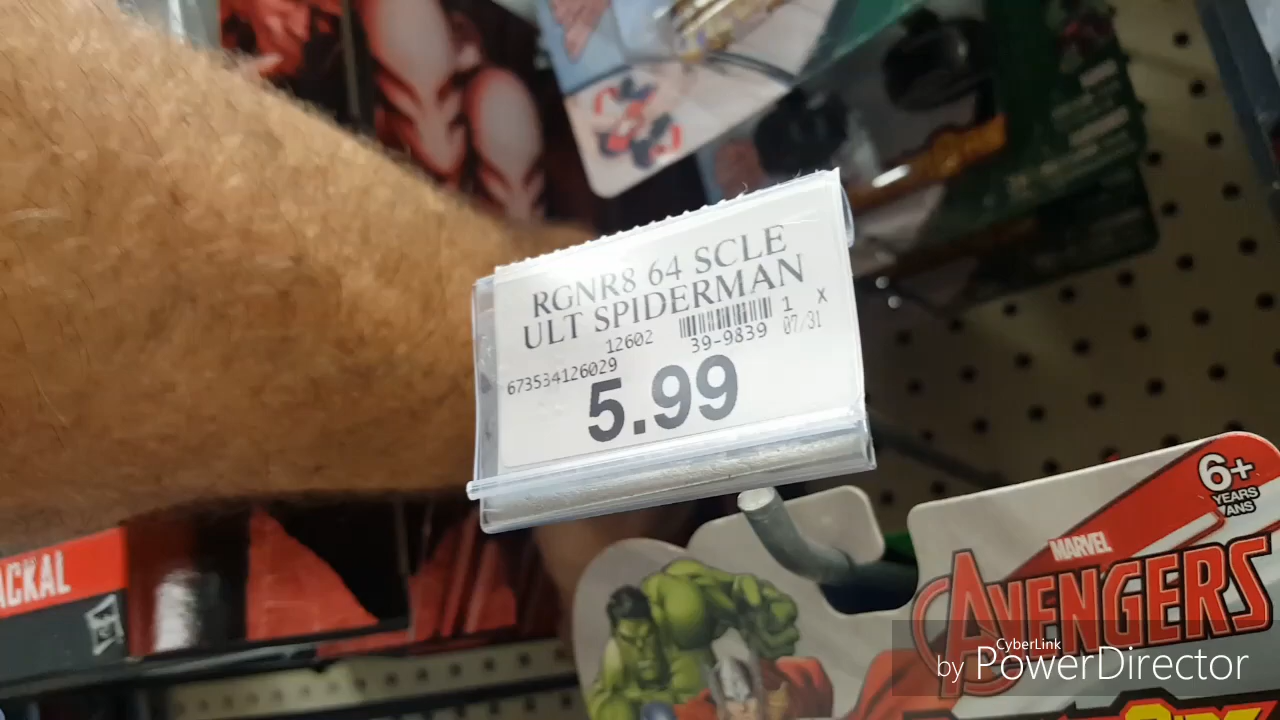 RGNR8 64 SCLE
ULT SPIDERMAN
12602
39-9839
1 X
07/31
673534126029
5.99
6+
YEARS
ANS
MARVEL
AVENGERS
ACKAL
CyberLink
by PowerDirector